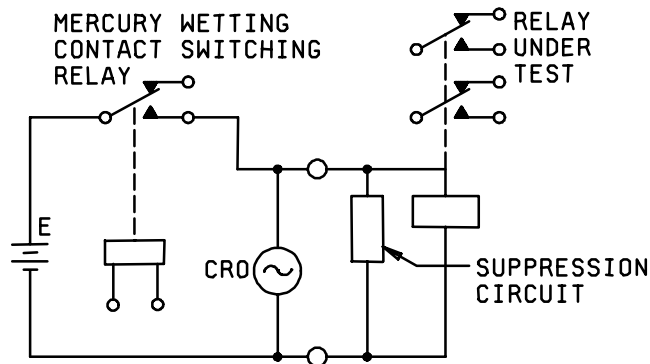 MERCURY WETTING
CONTACT SWITCHING
RELAY
RELAY
UNDER
TEST
E
CRO
SUPPRESSION
CIRCUIT